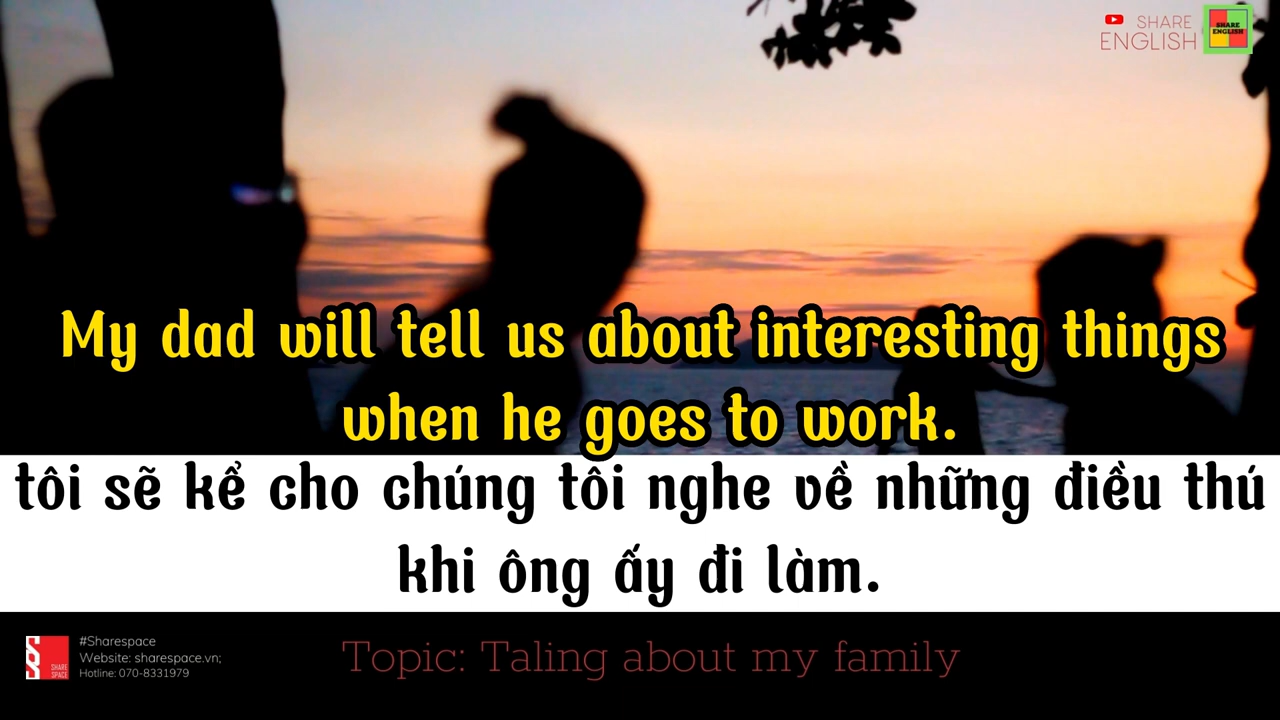 SHARE
ENGLISH
SHARE
ENGLISH
My dad will tell us about interesting things
when he goes to work.
tôi sẽ kể cho chúng tôi nghe về những điều thú
khi ông ấy đi làm.
#Sharespace
Website: sharespace.vn;
Hotline: 070-8331979
SHARE
SPACE
Topic: Taling about my family